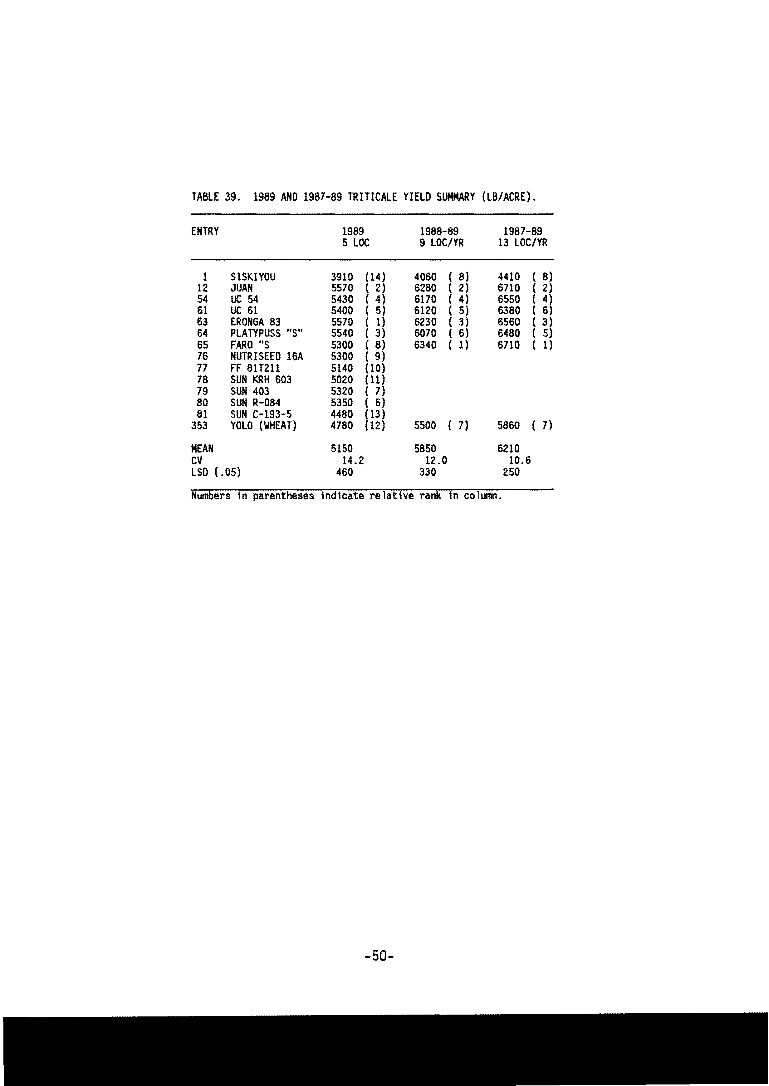 TABLE 39. 1989 AND 1987-89 TRITICALE YIELD SUMMARY (LB/ACRE).
ENTRY 1989 1988-89 1987-89
5 LOC 9 LOC/YR 13 LOC/YR
1 SISKIYOU 3910 (14) 4060 ( 8) 4410 ( 8)
12 JUAN 5570 ( 2) 6280 ( 2) 6710 ( 2)
54 UC 54 5430 ( 4) 6170 ( 4) 6550 ( 4)
61 UC 61 5400 ( 5) 6120 ( 5) 6380 ( 6)
63 ERONGA 83 5570 ( 1) 6230 ( 3) 6560 ( 3)
64 PLATYPUSS "S" 5540 ( 3) 6070 ( 6) 6480 ( 5)
65 FARO "S 5300 ( 8) 6340 ( 1) 6710 ( 1)
76 NUTRISEED 16A 5300 ( 9)
77 FF 81T211 5140 (10)
78 SUN KRH 603 5020 (11)
79 SUN 403 5320 ( 7)
80 SUN R-084 5350 ( 6)
81 SUN C-193-5 4480 (13)
353 YOLO (WHEAT) 4780 (12) 5500 ( 7) 5860 ( 7)
MEAN 5150 5850 6210
CV 14.2 12.0 10.6
LSD (.05) 460 330 250
Numbers in parentheses indicate relative rank in column.
-50-